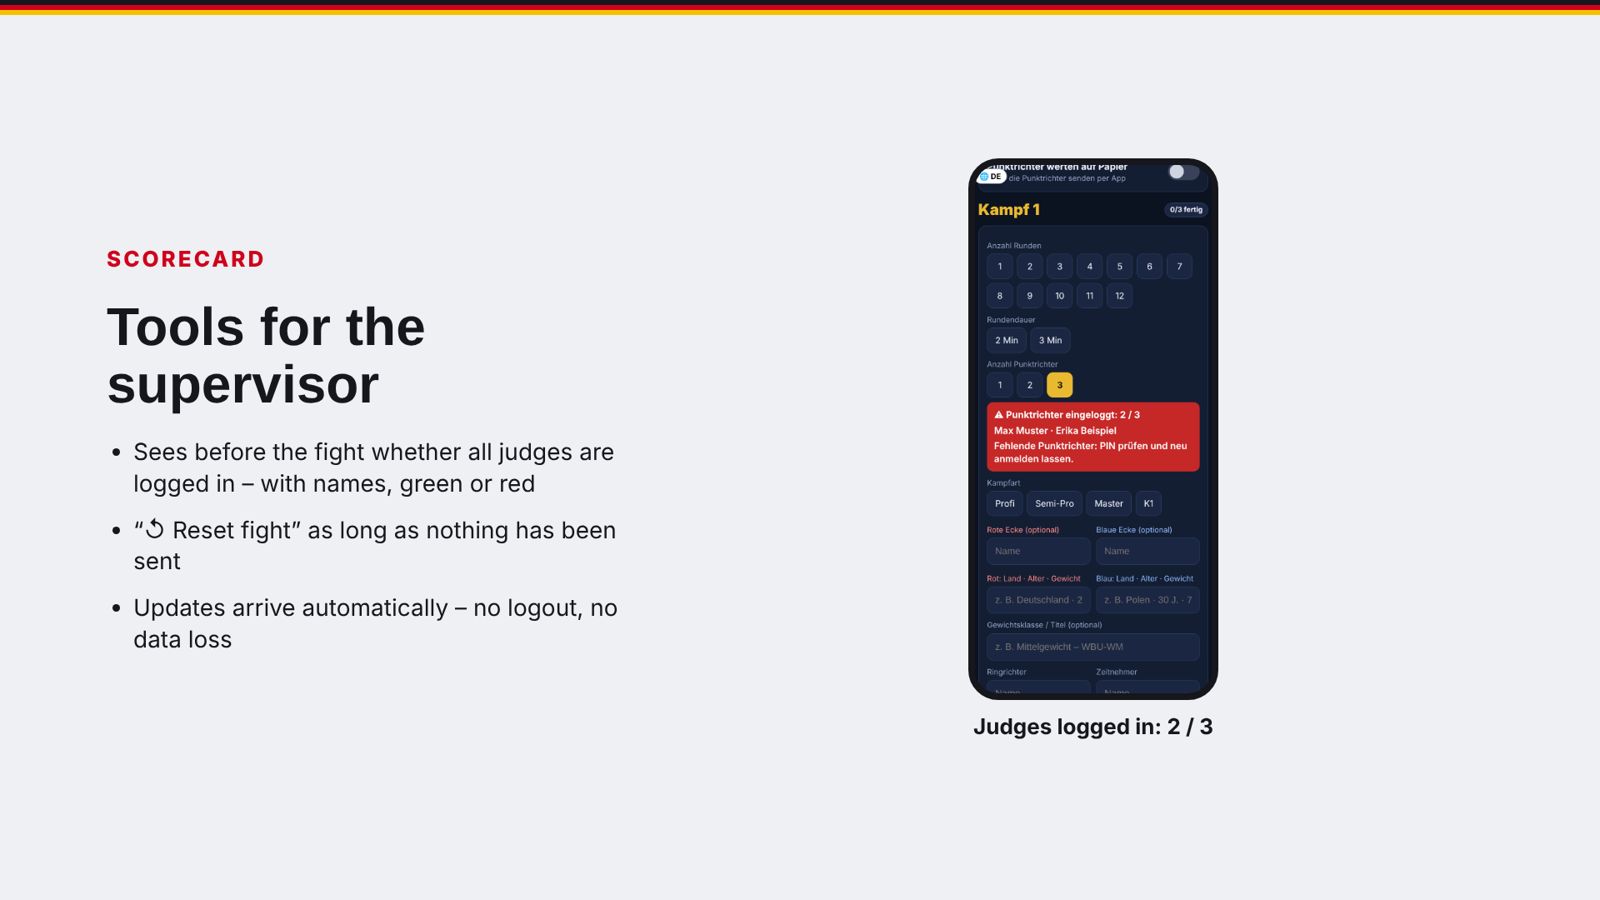 SCORECARD
Tools for the
supervisor
• Sees before the fight whether all judges are
logged in – with names, green or red
• “↺ Reset fight” as long as nothing has been
sent
• Updates arrive automatically – no logout, no
data loss
Punktrichter werten auf Papier
DE
die Punktrichter senden per App
Kampf 1
0/3 fertig
Anzahl Runden
1 2 3 4 5 6 7
8 9 10 11 12
Rundendauer
2 Min 3 Min
Anzahl Punktrichter
1 2 3
⚠ Punktrichter eingeloggt: 2 / 3
Max Muster · Erika Beispiel
Fehlende Punktrichter: PIN prüfen und neu
anmelden lassen.
Kampfart
Profi Semi-Pro Master K1
Rote Ecke (optional) Blaue Ecke (optional)
Name Name
Rot: Land · Alter · Gewicht Blau: Land · Alter · Gewicht
z. B. Deutschland · 2 z. B. Polen · 30 J. · 7
Gewichtsklasse / Titel (optional)
z. B. Mittelgewicht – WBU-WM
Ringrichter Zeitnehmer
Name Name
Judges logged in: 2 / 3